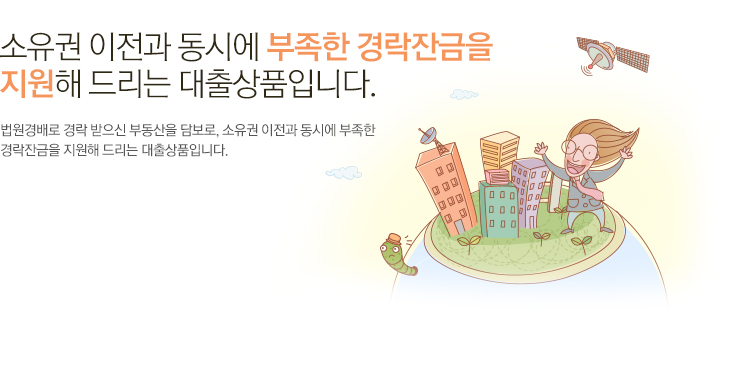 소유권 이전과 동시에 부족한 경락잔금을
지원해 드리는 대출상품입니다.
법원경배로 경락 받으신 부동산을 담보로, 소유권 이전과 동시에 부족한
경락잔금을 지원해 드리는 대출상품입니다.